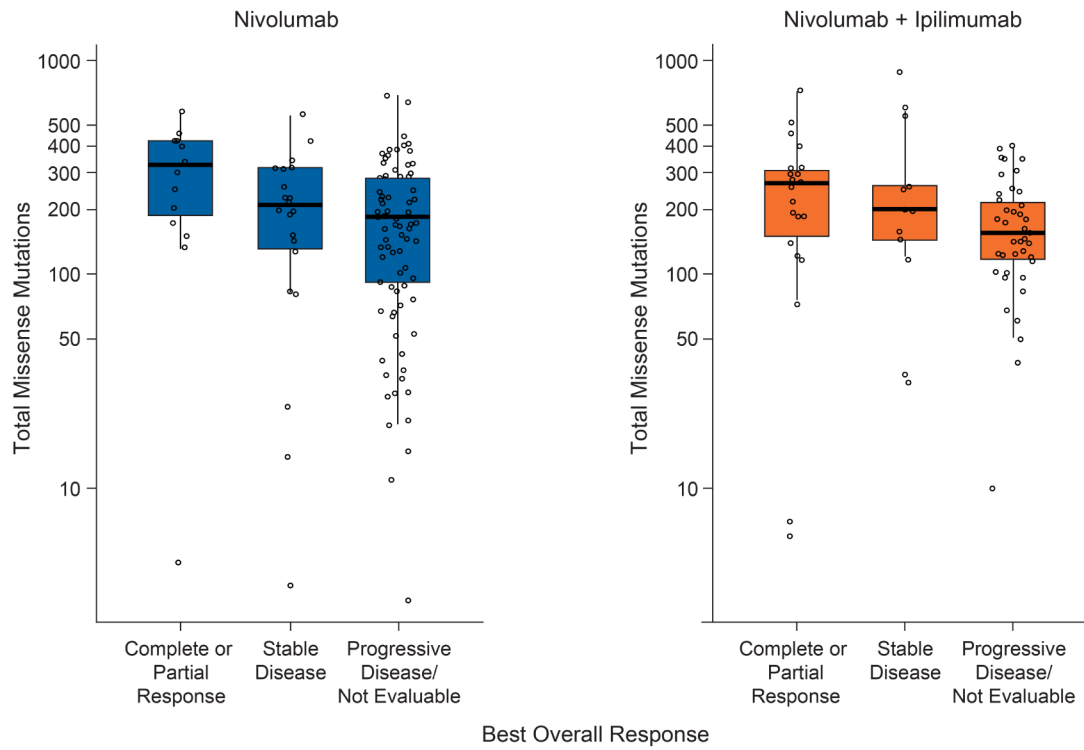 Nivolumab
Total Missense Mutations
1000
500
400
300
200
100
50
10
Complete or
Partial
Response
Stable
Disease
Progressive
Disease/
Not Evaluable
Nivolumab + Ipilimumab
Total Missense Mutations
1000
500
400
300
200
100
50
10
Complete or
Partial
Response
Stable
Disease
Progressive
Disease/
Not Evaluable
Best Overall Response